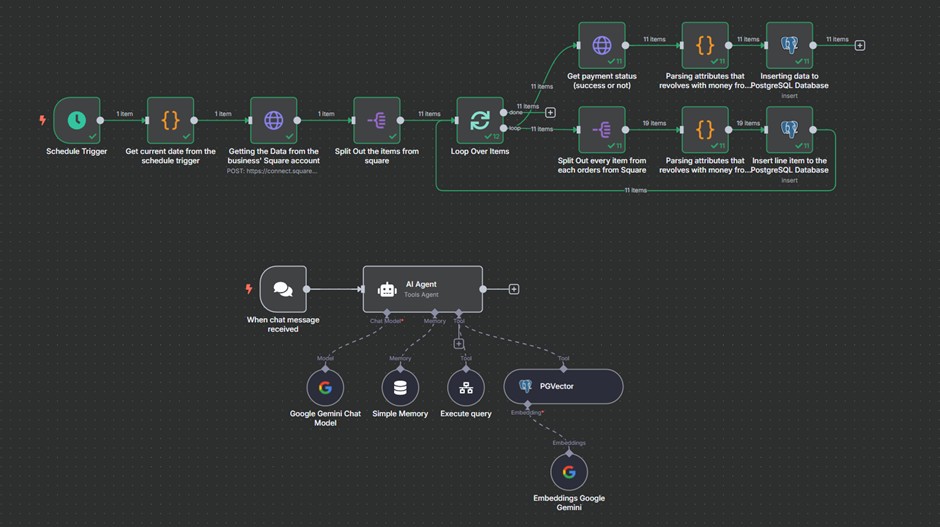 11 items
11 items
11 items
11
11
11
Get payment status
(success or not)
Parsing attributes that
revolves with money fro...
Inserting data to
PostgreSQL Database
Insert
11 items
1 item
1 item
1 item
11 items
11 items
done
loop
11 items
12
Schedule Trigger
Get current date from the
schedule trigger
Getting the Data from the
business' Square account
POST: https://connect.square...
Split Out the items from
square
Loop Over Items
19 items
19 items
11
11
11
Split Out every item from
each orders from Square
Parsing attributes that
revolves with money fro...
Insert line item to the
PostgreSQL Database
Insert
11 items
When chat message
received
AI Agent
Tools Agent
Chat Model*
Memory
Tool
Model
Memory
Tool
Tool
Google Gemini Chat
Model
Simple Memory
Execute query
PGVector
Embedding*
Embeddings
Embeddings Google
Gemini